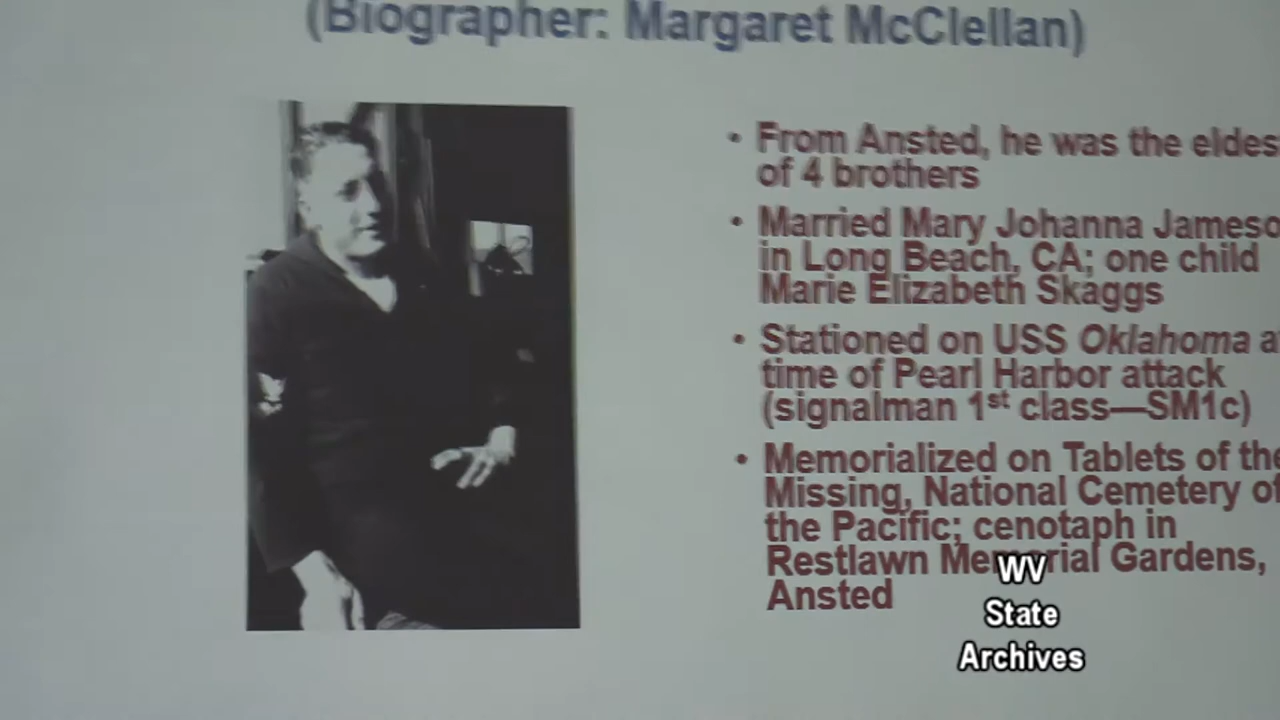 (Biographer: Margaret McClellan)
• From Ansted, he was the eldes
of 4 brothers
• Married Mary Johanna Jameso
in Long Beach, CA; one child
Marie Elizabeth Skaggs
• Stationed on USS Oklahoma a
time of Pearl Harbor attack
(signalman 1st class—SM1c)
• Memorialized on Tablets of the
Missing, National Cemetery of
the Pacific; cenotaph in
Restlawn Memorial Gardens,
Ansted
WV
State
Archives